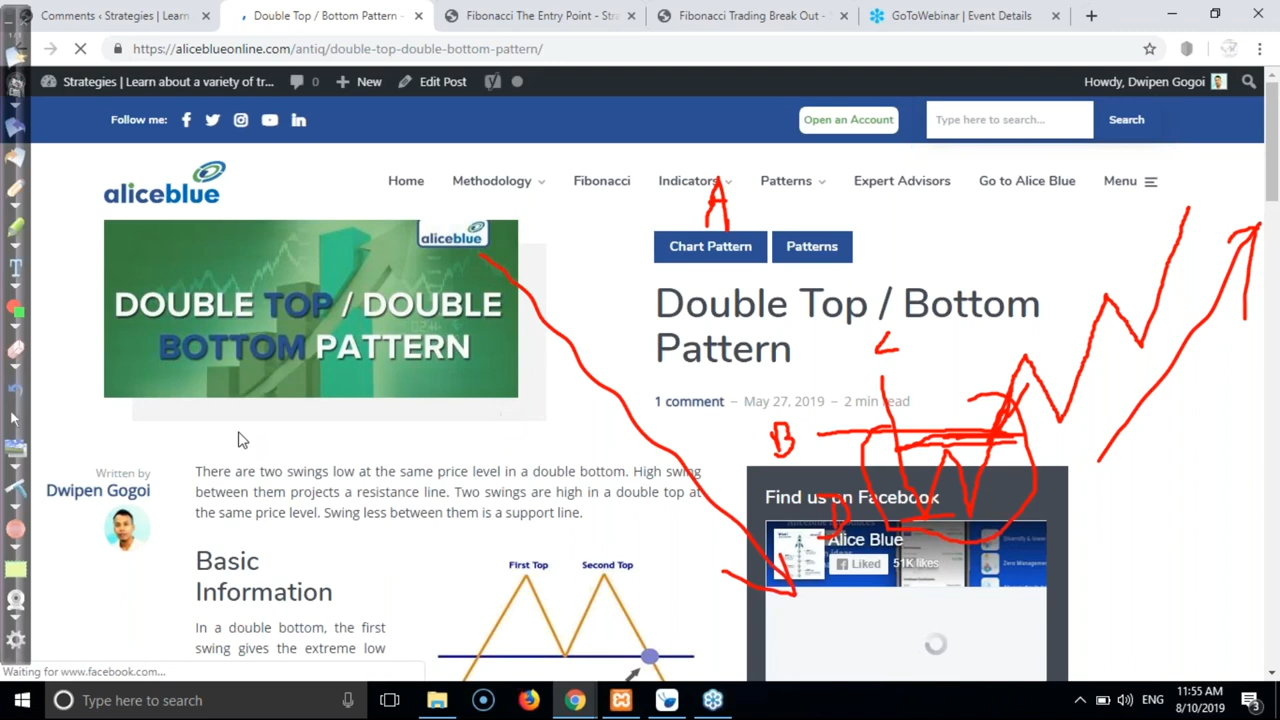 Comments ‹ Strategies | Learn
Double Top / Bottom Pattern -
Fibonacci The Entry Point - Stra
Fibonacci Trading Break Out -
GoToWebinar | Event Details
https://aliceblueonline.com/antiq/double-top-double-bottom-pattern/
Strategies | Learn about a variety of tr...
0
New
Edit Post
Howdy, Dwipen Gogoi
Follow me:
Open an Account
Type here to search...
Search
aliceblue
Home
Methodology
Fibonacci
Indicators
Patterns
Expert Advisors
Go to Alice Blue
Menu
A
aliceblue
DOUBLE TOP / DOUBLE
BOTTOM PATTERN
Chart Pattern
Patterns
Double Top / Bottom
Pattern
1 comment – May 27, 2019 – 2 min read
B
D
Written by
Dwipen Gogoi
There are two swings low at the same price level in a double bottom. High swing
between them projects a resistance line. Two swings are high in a double top at
the same price level. Swing less between them is a support line.
Find us on Facebook
Alice Blue
Liked
51K likes
Basic
Information
In a double bottom, the first
swing gives the extreme low
First Top
Second Top
Waiting for www.facebook.com...
Type here to search
ENG
11:55 AM
8/10/2019
3